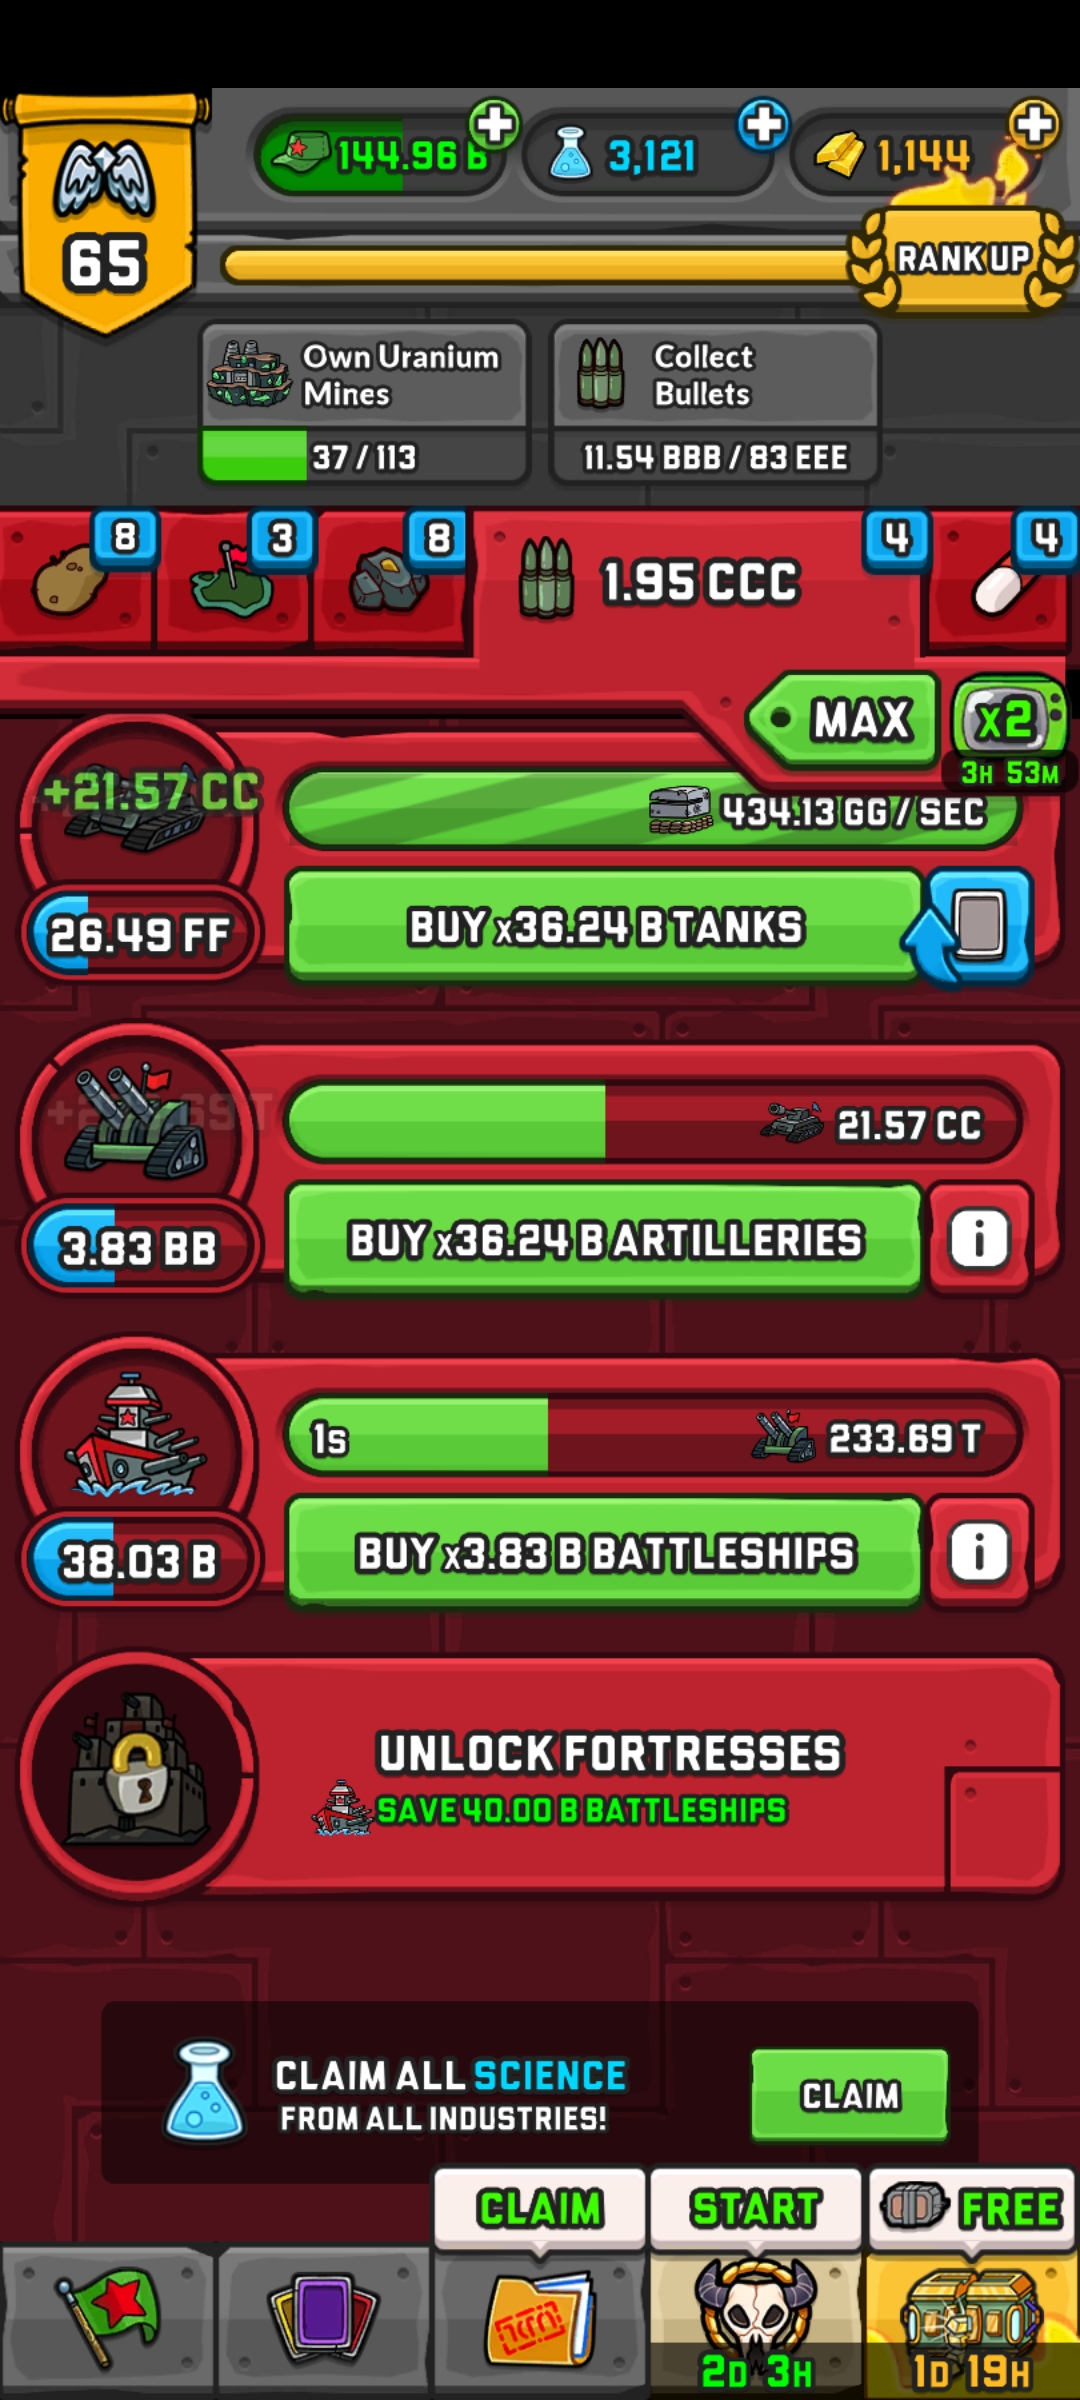 144.96 B
3,121
1,144
65
RANK UP
Own Uranium
Mines
37 / 113
Collect
Bullets
11.54 BBB / 83 EEE
8
3
8
1.95 CCC
4
4
MAX
x2
3H 53M
+21.57 CC
434.13 GG / SEC
26.49 FF
BUY x36.24 B TANKS
21.57 CC
3.83 BB
BUY x36.24 B ARTILLERIES
i
1s
233.69 T
38.03 B
BUY x3.83 B BATTLESHIPS
i
UNLOCK FORTRESSES
SAVE 40.00 B BATTLESHIPS
CLAIM ALL SCIENCE
FROM ALL INDUSTRIES!
CLAIM
CLAIM
START
FREE
2D 3H
1D 19H